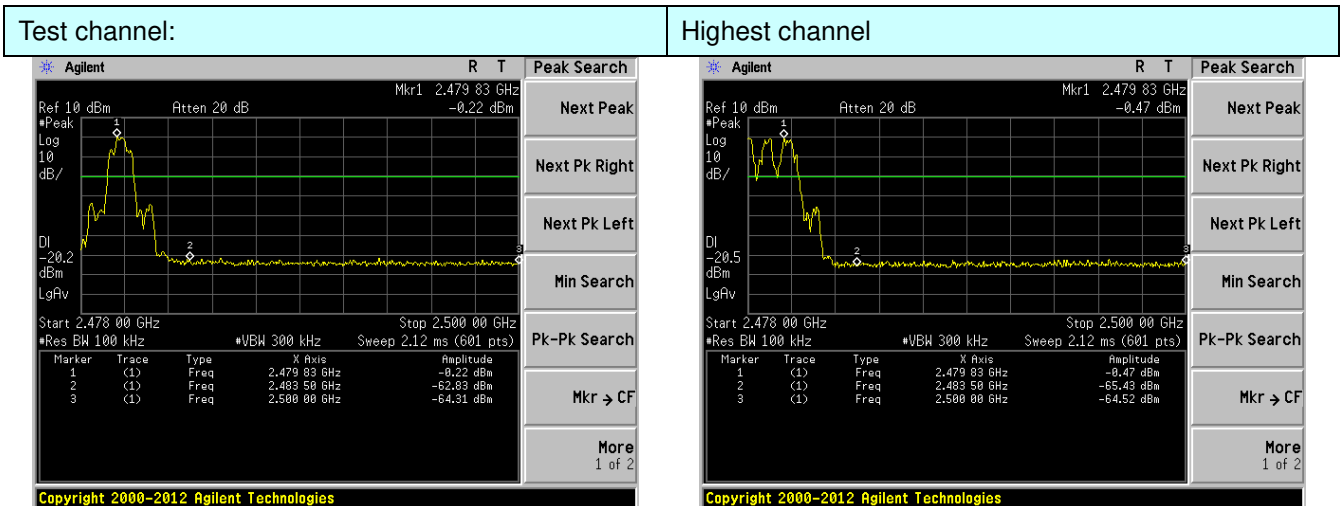 Test channel: Highest channel
Agilent R T Peak Search
Mkr1 2.479 83 GHz
Ref 10 dBm Atten 20 dB -0.22 dBm
#Peak
Log
10
dB/
1
2
3
DI
-20.2
dBm
LgAv
Start 2.478 00 GHz Stop 2.500 00 GHz
#Res BW 100 kHz #VBW 300 kHz Sweep 2.12 ms (601 pts)
Marker Trace Type X Axis Amplitude
1 (1) Freq 2.479 83 GHz -0.22 dBm
2 (1) Freq 2.483 50 GHz -62.83 dBm
3 (1) Freq 2.500 00 GHz -64.31 dBm
Next Peak
Next Pk Right
Next Pk Left
Min Search
Pk-Pk Search
Mkr → CF
More
1 of 2
Copyright 2000-2012 Agilent Technologies
Agilent R T Peak Search
Mkr1 2.479 83 GHz
Ref 10 dBm Atten 20 dB -0.47 dBm
#Peak
Log
10
dB/
1
2
3
DI
-20.5
dBm
LgAv
Start 2.478 00 GHz Stop 2.500 00 GHz
#Res BW 100 kHz #VBW 300 kHz Sweep 2.12 ms (601 pts)
Marker Trace Type X Axis Amplitude
1 (1) Freq 2.479 83 GHz -0.47 dBm
2 (1) Freq 2.483 50 GHz -65.43 dBm
3 (1) Freq 2.500 00 GHz -64.52 dBm
Next Peak
Next Pk Right
Next Pk Left
Min Search
Pk-Pk Search
Mkr → CF
More
1 of 2
Copyright 2000-2012 Agilent Technologies